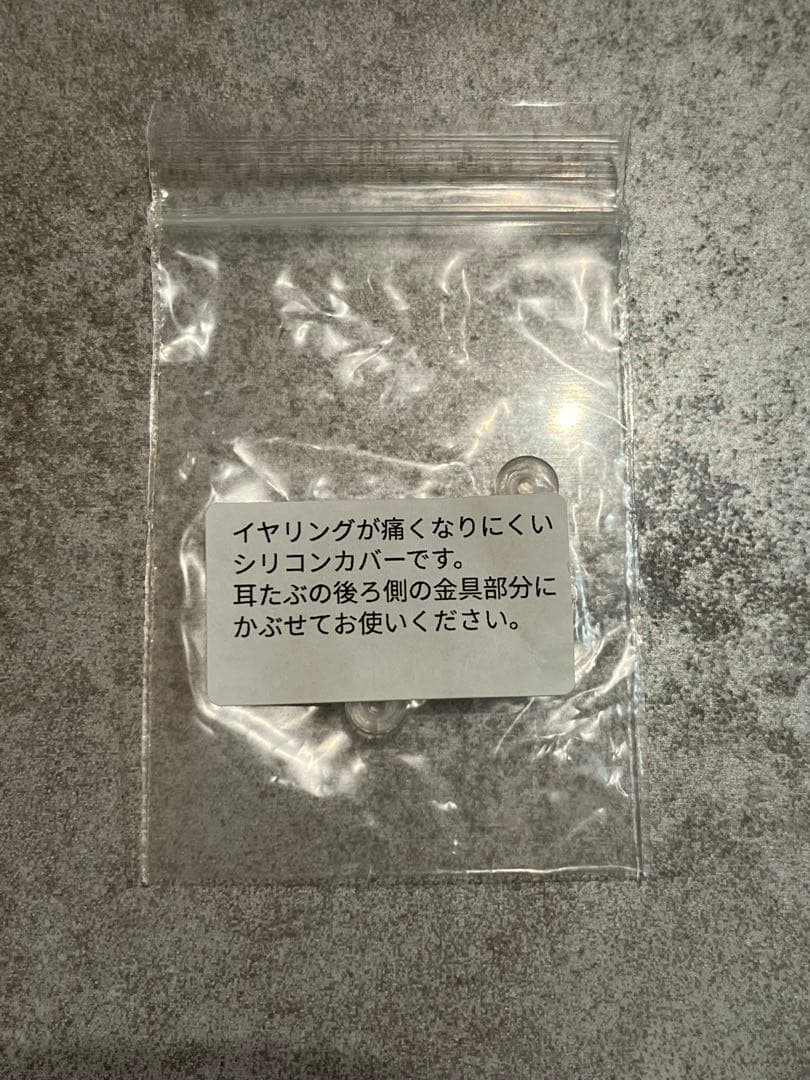 イヤリングが痛くなりにくい
シリコンカバーです。
耳たぶの後ろ側の金具部分に
かぶせてお使いください。